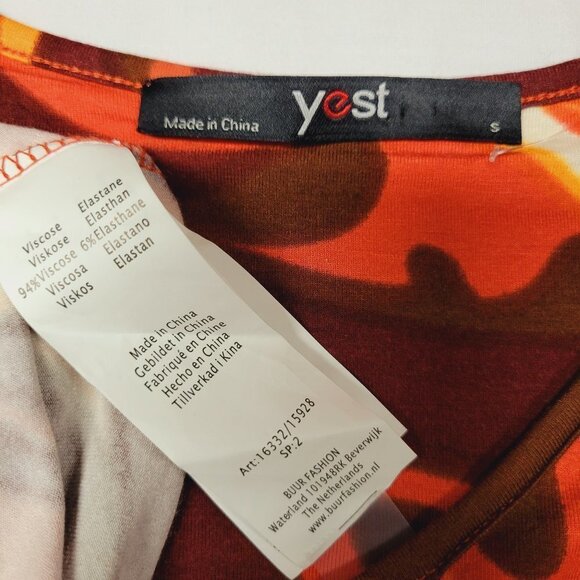 yest
Made in China
S
Viscose Elastane
Viskose Elasthan
94%Viscose 6%Elasthane
Viscosa Elastano
Viskos Elastan
Made in China
Gebildet in China
Fabriqué en Chine
Hecho en China
Tillverkad i Kina
Art:16332/15928
SP:2
BUUR FASHION
Waterland 101948RK Beverwijk
The Netherlands
www.buurfashion.nl